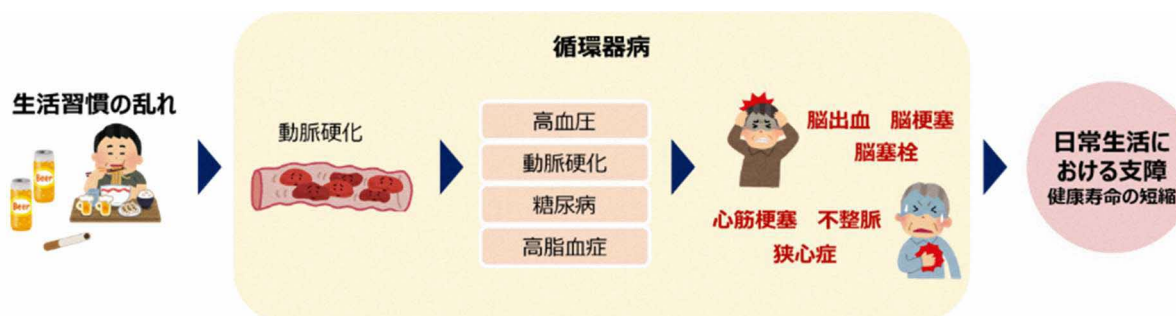 循環器病
生活習慣の乱れ
Beer
Beer
動脈硬化
高血圧
動脈硬化
糖尿病
高脂血症
脳出血 脳梗塞
脳塞栓
心筋梗塞 不整脈
狭心症
日常生活に
おける支障
健康寿命の短縮